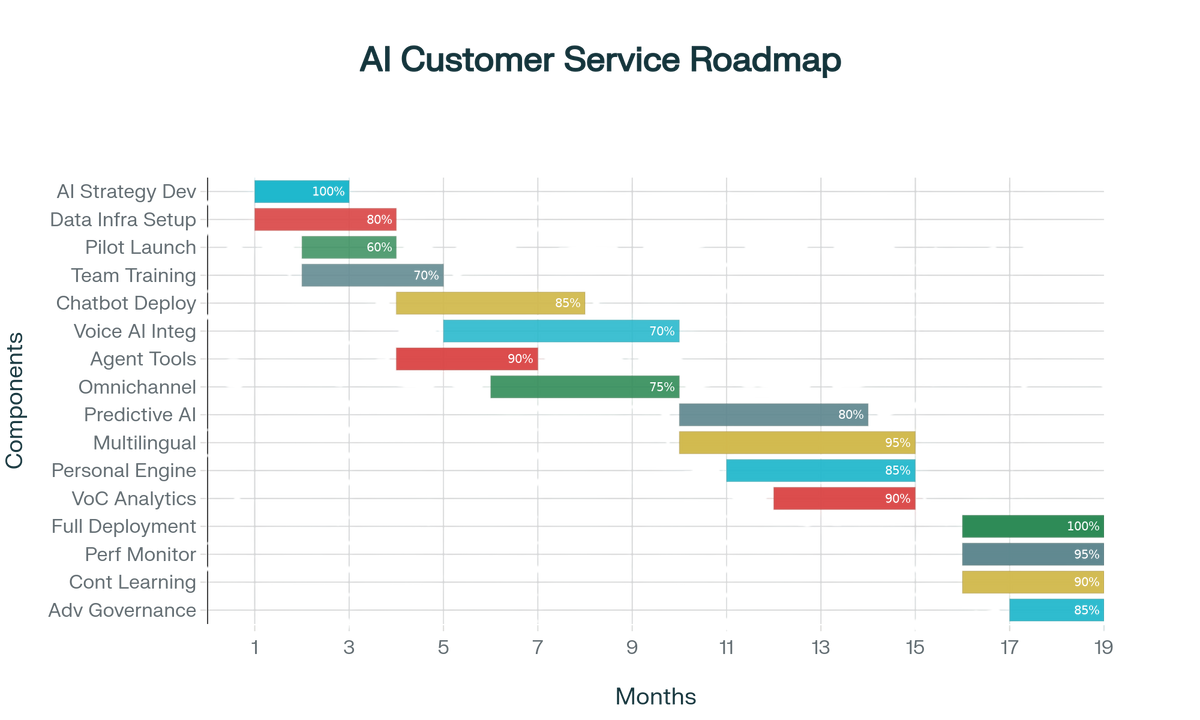 AI Customer Service Roadmap
Components
AI Strategy Dev 100%
Data Infra Setup 80%
Pilot Launch 60%
Team Training 70%
Chatbot Deploy 85%
Voice AI Integ 70%
Agent Tools 90%
Omnichannel 75%
Predictive AI 80%
Multilingual 95%
Personal Engine 85%
VoC Analytics 90%
Full Deployment 100%
Perf Monitor 95%
Cont Learning 90%
Adv Governance 85%
1 3 5 7 9 11 13 15 17 19
Months